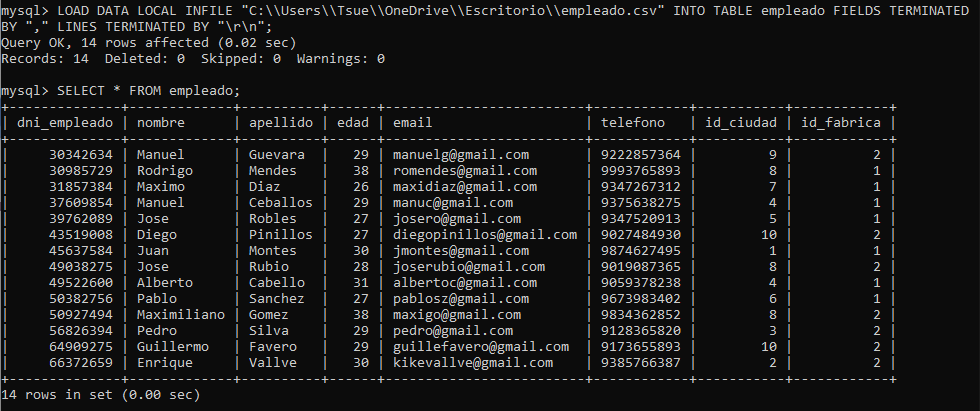 mysql> LOAD DATA LOCAL INFILE "C:\\Users\\Tsue\\OneDrive\\Escritorio\\empleado.csv" INTO TABLE empleado FIELDS TERMINATED
BY "," LINES TERMINATED BY "\r\n";
Query OK, 14 rows affected (0.02 sec)
Records: 14  Deleted: 0  Skipped: 0  Warnings: 0

mysql> SELECT * FROM empleado;
+--------------+-------------+-----------+------+------------------------+------------+-----------+------------+
| dni_empleado | nombre      | apellido  | edad | email                  | telefono   | id_ciudad | id_fabrica |
+--------------+-------------+-----------+------+------------------------+------------+-----------+------------+
|     30342634 | Manuel      | Guevara   |   29 | manuelg@gmail.com      | 9222857364 |         9 |          2 |
|     30985729 | Rodrigo     | Mendes    |   38 | romendes@gmail.com     | 9993765893 |         8 |          1 |
|     31857384 | Maximo      | Diaz      |   26 | maxidiaz@gmail.com     | 9347267312 |         7 |          1 |
|     37609854 | Manuel      | Ceballos  |   29 | manuc@gmail.com        | 9375638275 |         4 |          1 |
|     39762089 | Jose        | Robles    |   27 | josero@gmail.com       | 9347520913 |         5 |          1 |
|     43519008 | Diego       | Pinillos  |   27 | diegopinillos@gmail.com | 9027484930 |        10 |          2 |
|     45637584 | Juan        | Montes    |   30 | jmontes@gmail.com      | 9874627495 |         1 |          1 |
|     49038275 | Jose        | Rubio     |   28 | joserubio@gmail.com    | 9019087365 |         8 |          2 |
|     49522600 | Alberto     | Cabello   |   31 | albertoc@gmail.com     | 9059378238 |         4 |          1 |
|     50382756 | Pablo       | Sanchez   |   27 | pablosz@gmail.com      | 9673983402 |         6 |          1 |
|     50927494 | Maximiliano | Gomez     |   38 | maxigo@gmail.com       | 9834362852 |         8 |          2 |
|     56826394 | Pedro       | Silva     |   29 | pedro@gmail.com        | 9128365820 |         3 |          2 |
|     64909275 | Guillermo   | Favero    |   29 | guillefavero@gmail.com | 9173655893 |        10 |          2 |
|     66372659 | Enrique     | Vallve    |   30 | kikevallve@gmail.com   | 9385766387 |         2 |          2 |
+--------------+-------------+-----------+------+------------------------+------------+-----------+------------+
14 rows in set (0.00 sec)